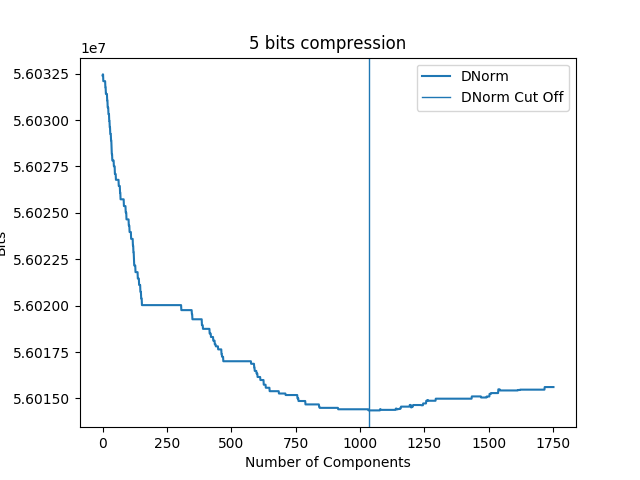 5 bits compression
1e7
DNorm
DNorm Cut Off
5.60325
5.60300
5.60275
5.60250
5.60225
5.60200
5.60175
5.60150
Bits
0 250 500 750 1000 1250 1500 1750
Number of Components